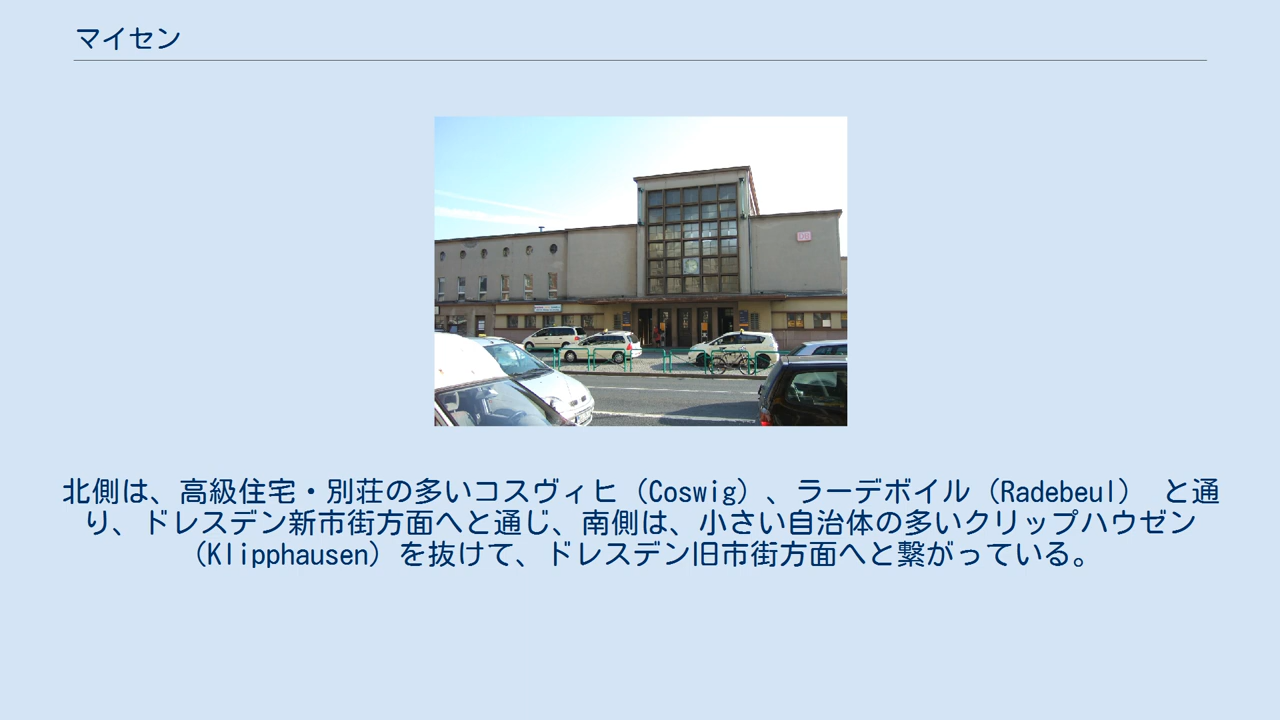 マイセン
DB
北側は、高級住宅・別荘の多いコスヴィヒ（Coswig）、ラーデボイル（Radebeul） と通
り、ドレスデン新市街方面へと通じ、南側は、小さい自治体の多いクリップハウゼン
（Klipphausen）を抜けて、ドレスデン旧市街方面へと繋がっている。